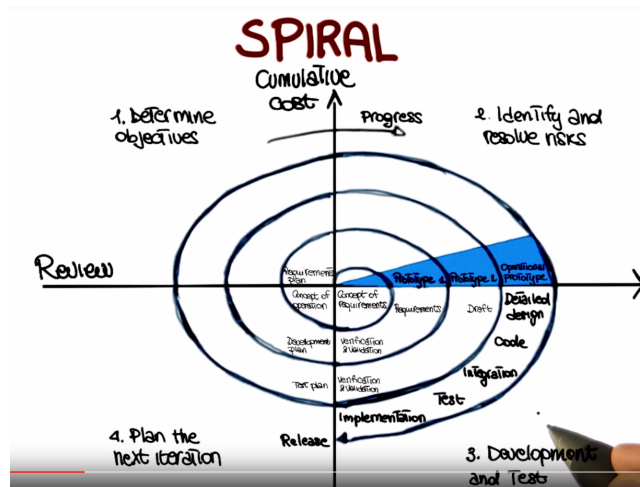 SPIRAL
Cumulative
cost
Progress
1. Determine
objectives
2. Identify and
resolve risks
Review
Requirements
plan
Prototype 1
Prototype 2
Operational
prototype
Concept of
operation
Concept of
requirements
Requirements
Draft
Detailed
design
Development
plan
Verification
& Validation
Code
Test plan
Verification
& Validation
Integration
Test
Implementation
Release
4. Plan the
next iteration
3. Development
and Test